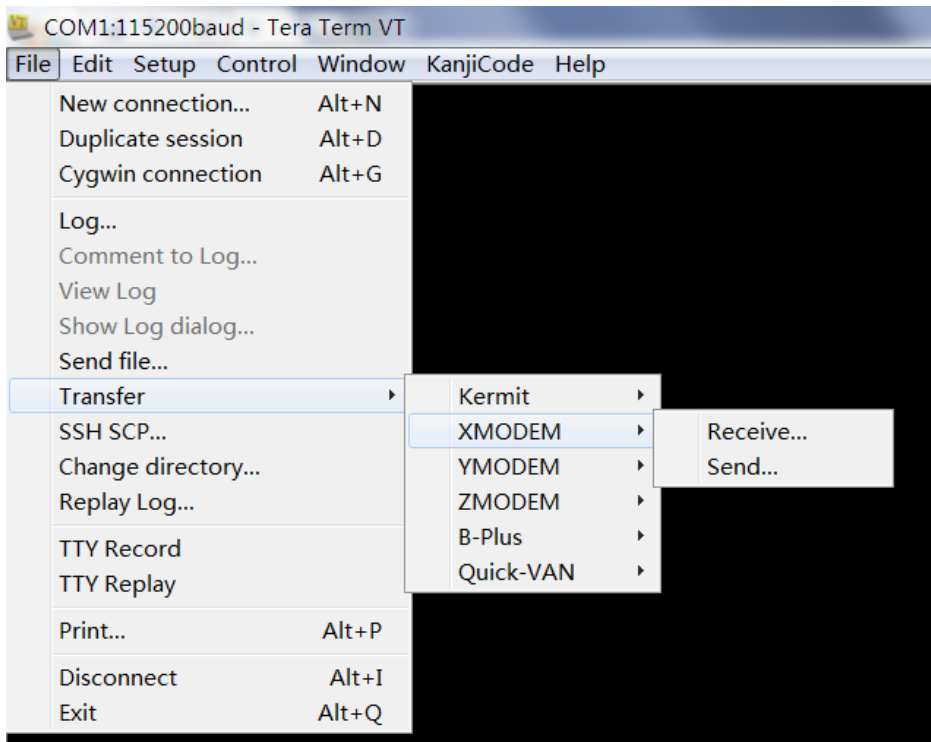 COM1:115200baud - Tera Term VT
File Edit Setup Control Window KanjiCode Help
New connection... Alt+N
Duplicate session Alt+D
Cygwin connection Alt+G
Log...
Comment to Log...
View Log
Show Log dialog...
Send file...
Transfer
SSH SCP...
Change directory...
Replay Log...
TTY Record
TTY Replay
Print... Alt+P
Disconnect Alt+I
Exit Alt+Q
Kermit
XMODEM
YMODEM
ZMODEM
B-Plus
Quick-VAN
Receive...
Send...